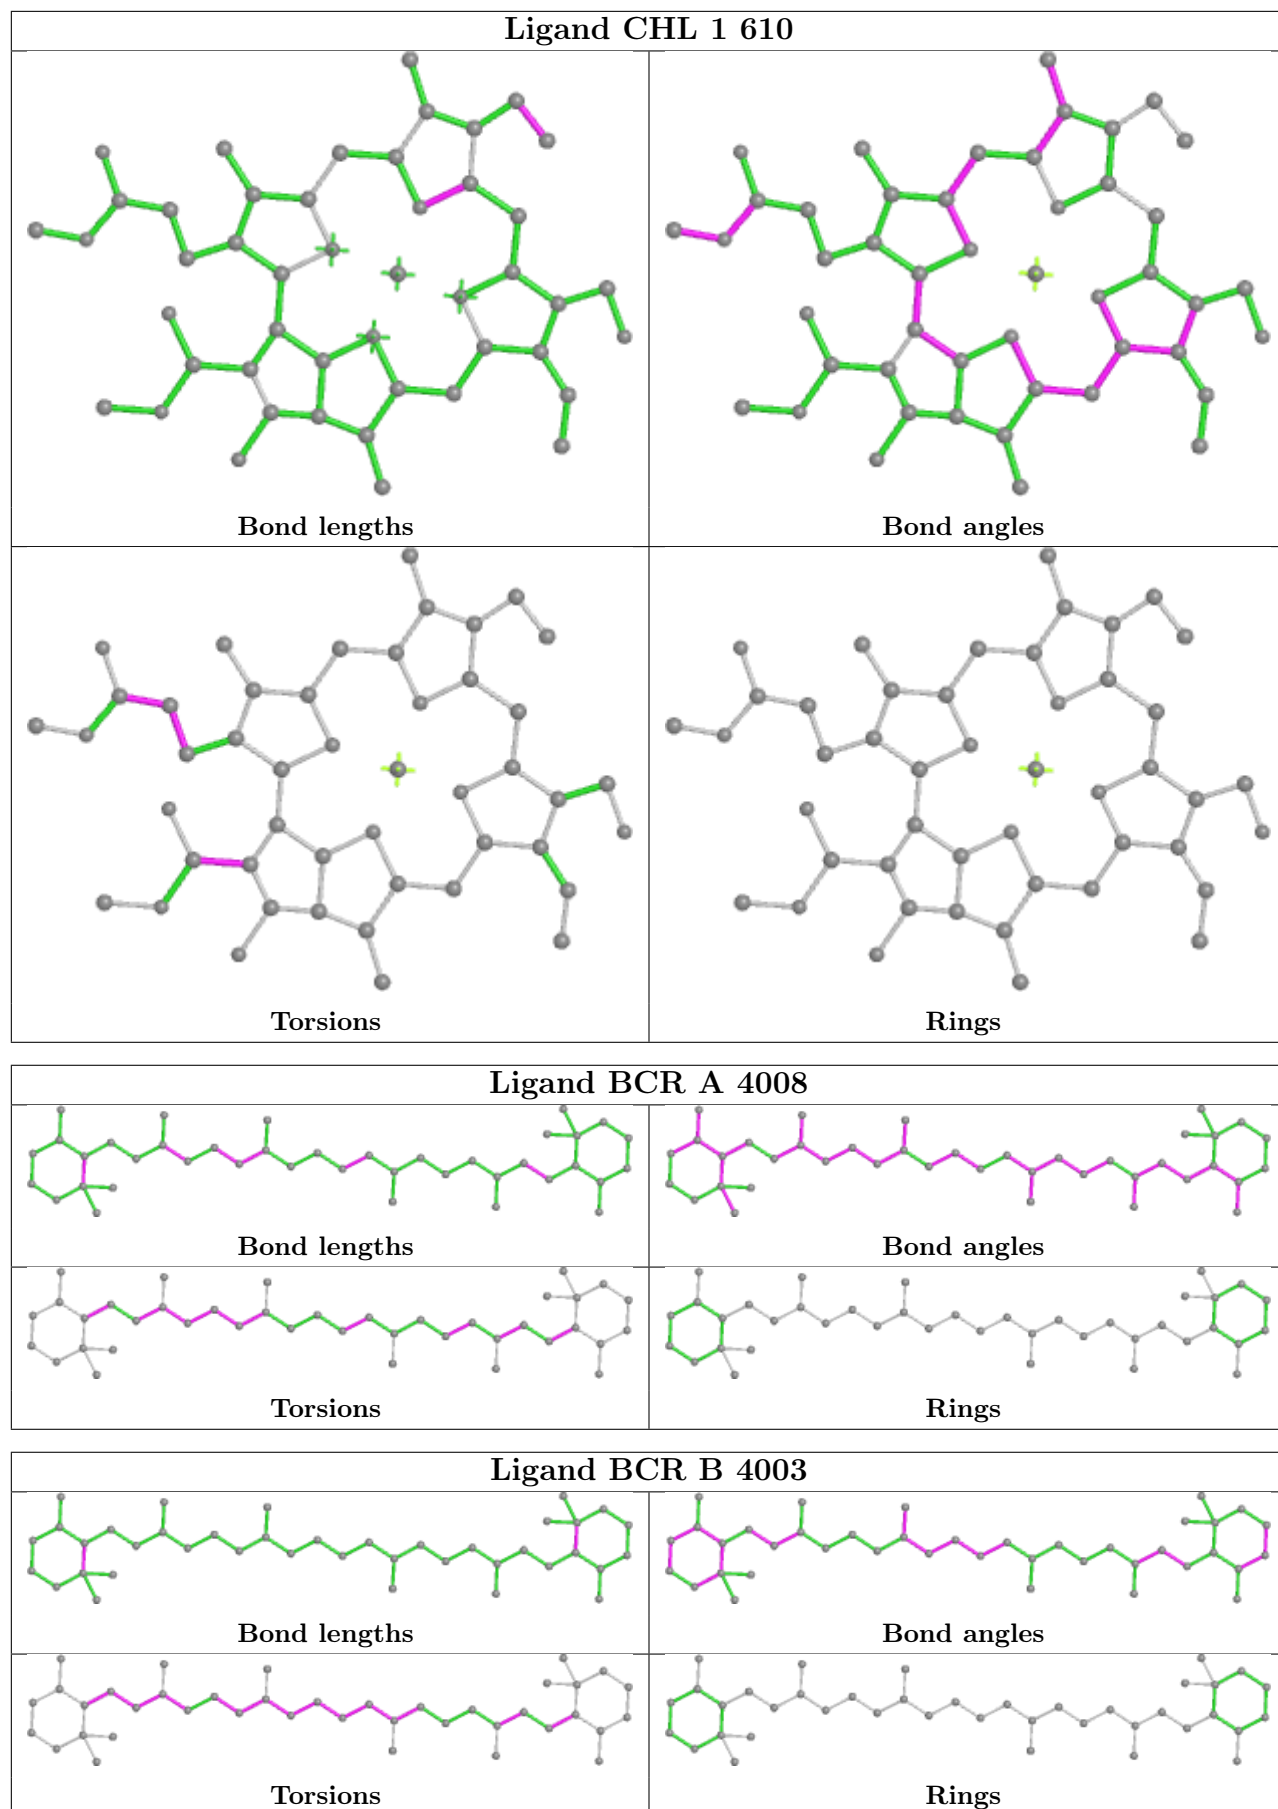 Ligand CHL 1 610
Bond lengths
Bond angles
Torsions
Rings
Ligand BCR A 4008
Bond lengths
Bond angles
Torsions
Rings
Ligand BCR B 4003
Bond lengths
Bond angles
Torsions
Rings